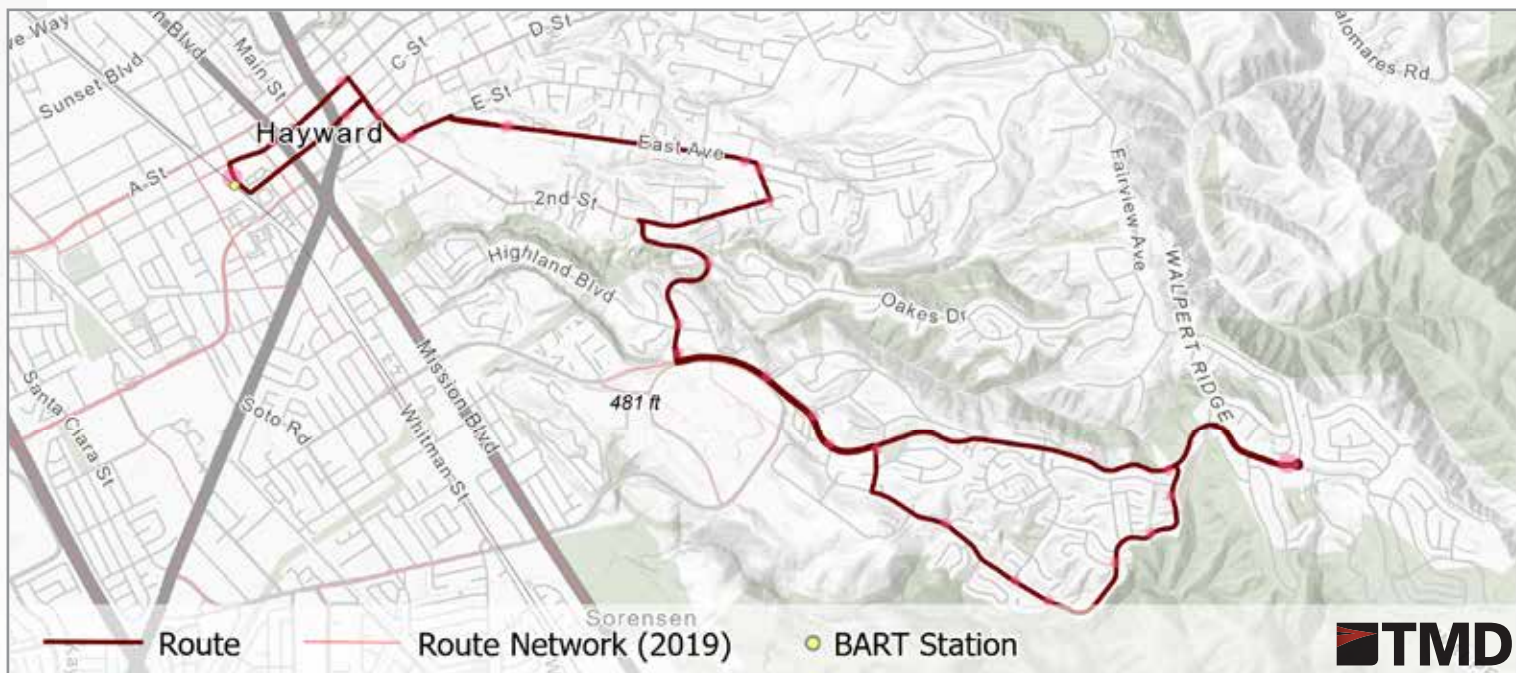 we Way
n Blvd
Main St
Sunset Blvd
C St
D St
E St
Hayward
A St
East Ave
2nd St
Highland Blvd
Oakes Dr
Fairview Ave
WALPERT RIDGE
alomares Rd
481 ft
Mission Blvd
Whitman St
Soto Rd
Santa Clara St
Sorensen
Route
Route Network (2019)
BART Station
TMD